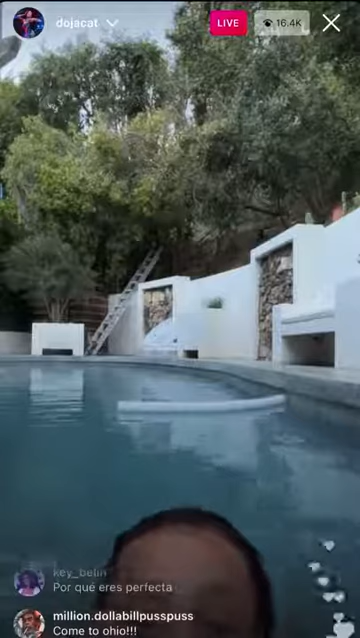 dojacat
LIVE
16.4K
key_belin
Por qué eres perfecta
million.dollabillpusspuss
Come to ohio!!!